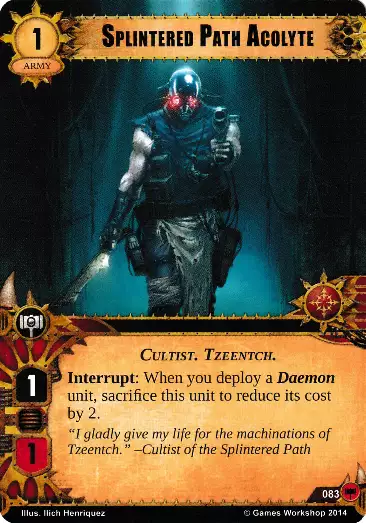 1
ARMY
SPLINTERED PATH ACOLYTE
CULTIST. TZEENTCH.
1
Interrupt: When you deploy a Daemon
unit, sacrifice this unit to reduce its cost
by 2.
1
“I gladly give my life for the machinations of
Tzeentch.” –Cultist of the Splintered Path
083
Illus. Ilich Henriquez
© Games Workshop 2014